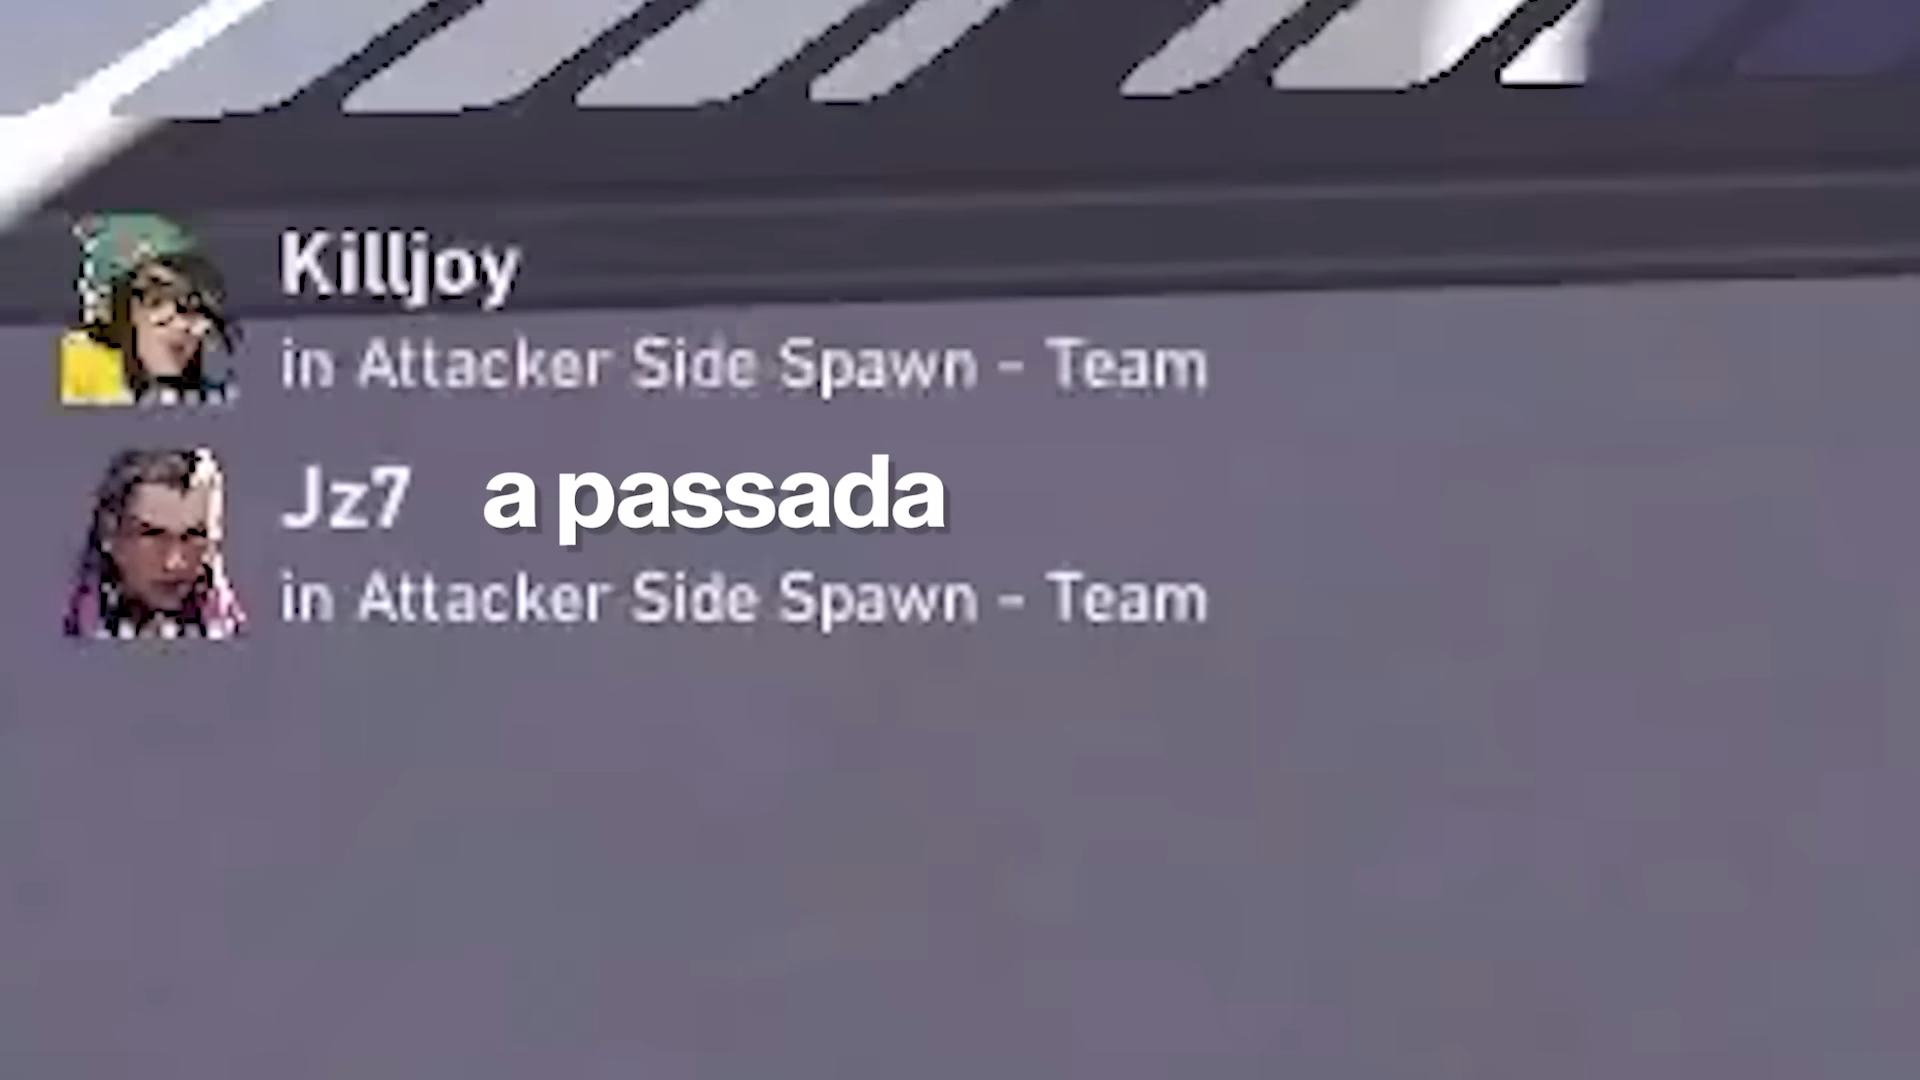 Killjoy
in Attacker Side Spawn - Team
Jz7 a passada
in Attacker Side Spawn - Team